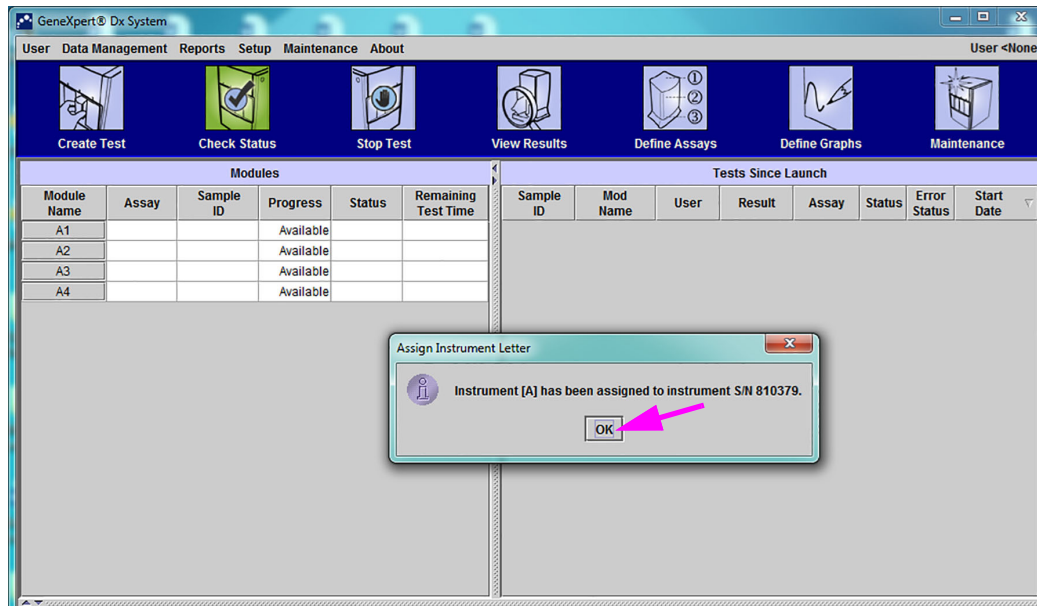 GeneXpert® Dx System
User Data Management Reports Setup Maintenance About User <None
Create Test Check Status Stop Test View Results Define Assays Define Graphs Maintenance
1
2
3
Modules
Module Name Assay Sample ID Progress Status Remaining Test Time
A1 Available
A2 Available
A3 Available
A4 Available
Tests Since Launch
Sample ID Mod Name User Result Assay Status Error Status Start Date
Assign Instrument Letter
Instrument [A] has been assigned to instrument S/N 810379.
OK